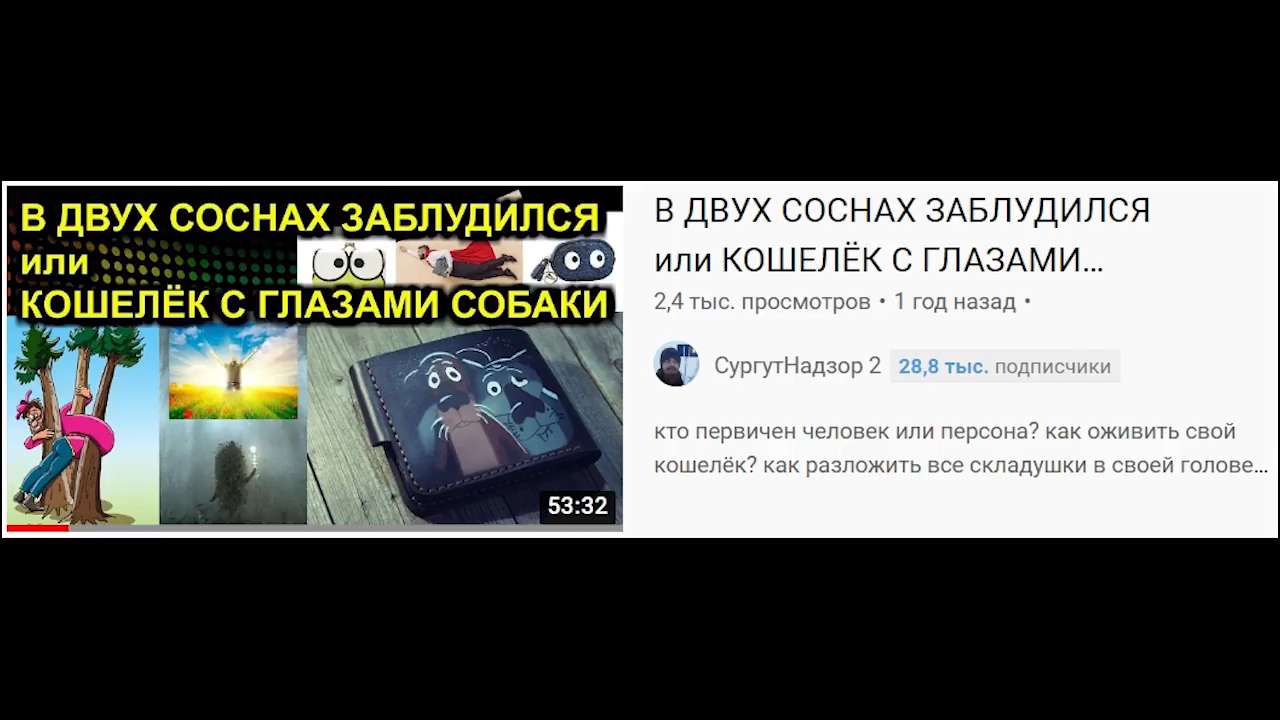 В ДВУХ СОСНАХ ЗАБЛУДИЛСЯ
или
КОШЕЛЁК С ГЛАЗАМИ СОБАКИ
53:32
В ДВУХ СОСНАХ ЗАБЛУДИЛСЯ
или КОШЕЛЁК С ГЛАЗАМИ...
2,4 тыс. просмотров • 1 год назад •
СургутНадзор 2 28,8 тыс. подписчики
кто первичен человек или персона? как оживить свой
кошелёк? как разложить все складушки в своей голове...